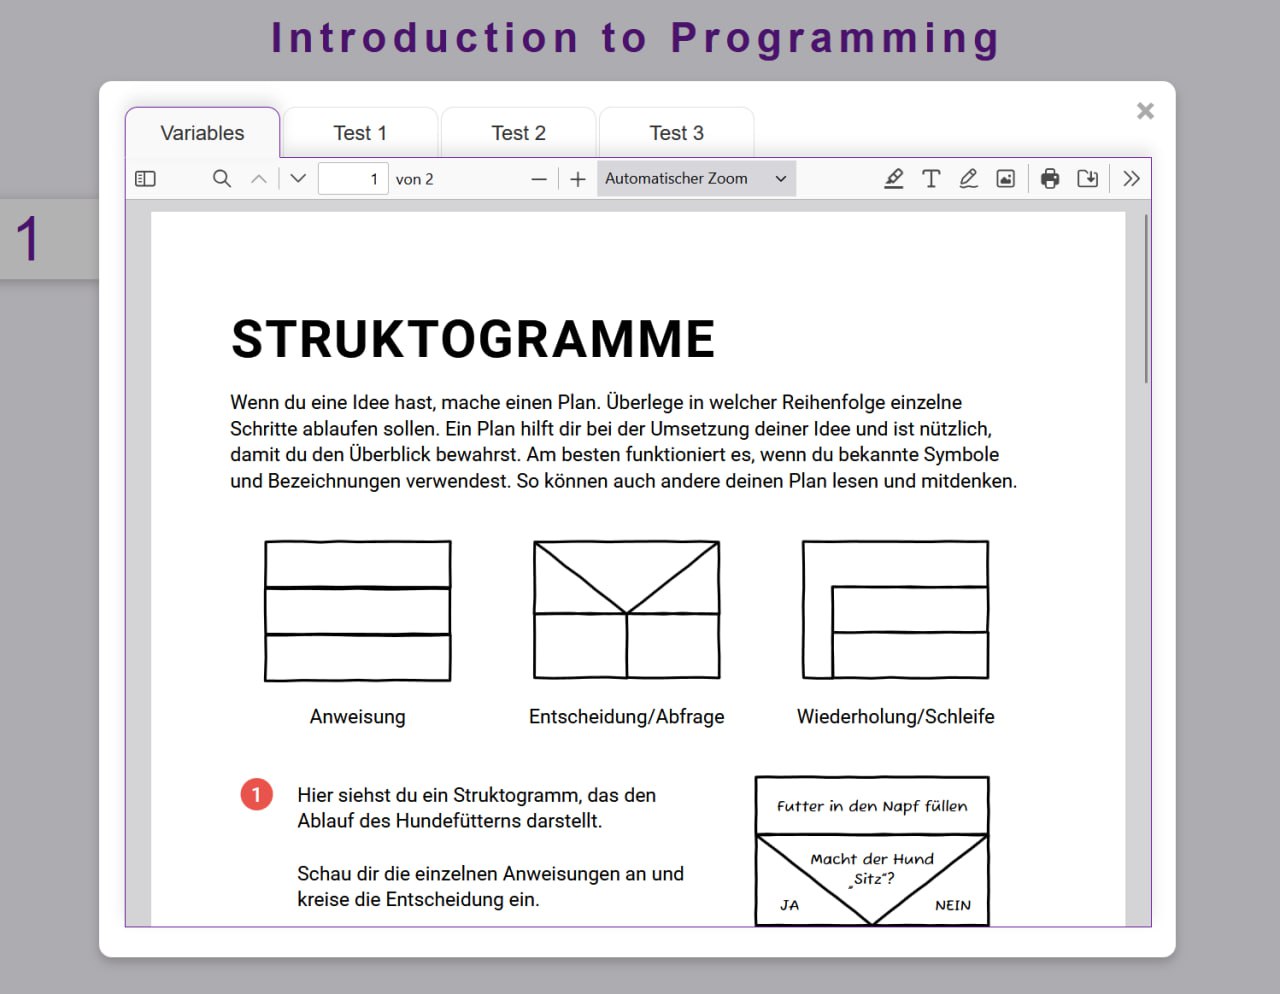 Introduction to Programming
Variables
Test 1
Test 2
Test 3
1 von 2
Automatischer Zoom
1
STRUKTOGRAMME
Wenn du eine Idee hast, mache einen Plan. Überlege in welcher Reihenfolge einzelne
Schritte ablaufen sollen. Ein Plan hilft dir bei der Umsetzung deiner Idee und ist nützlich,
damit du den Überblick bewahrst. Am besten funktioniert es, wenn du bekannte Symbole
und Bezeichnungen verwendest. So können auch andere deinen Plan lesen und mitdenken.
Anweisung
Entscheidung/Abfrage
Wiederholung/Schleife
1
Hier siehst du ein Struktogramm, das den
Ablauf des Hundefütterns darstellt.
Schau dir die einzelnen Anweisungen an und
kreise die Entscheidung ein.
Futter in den Napf füllen
Macht der Hund
„Sitz“?
JA
NEIN